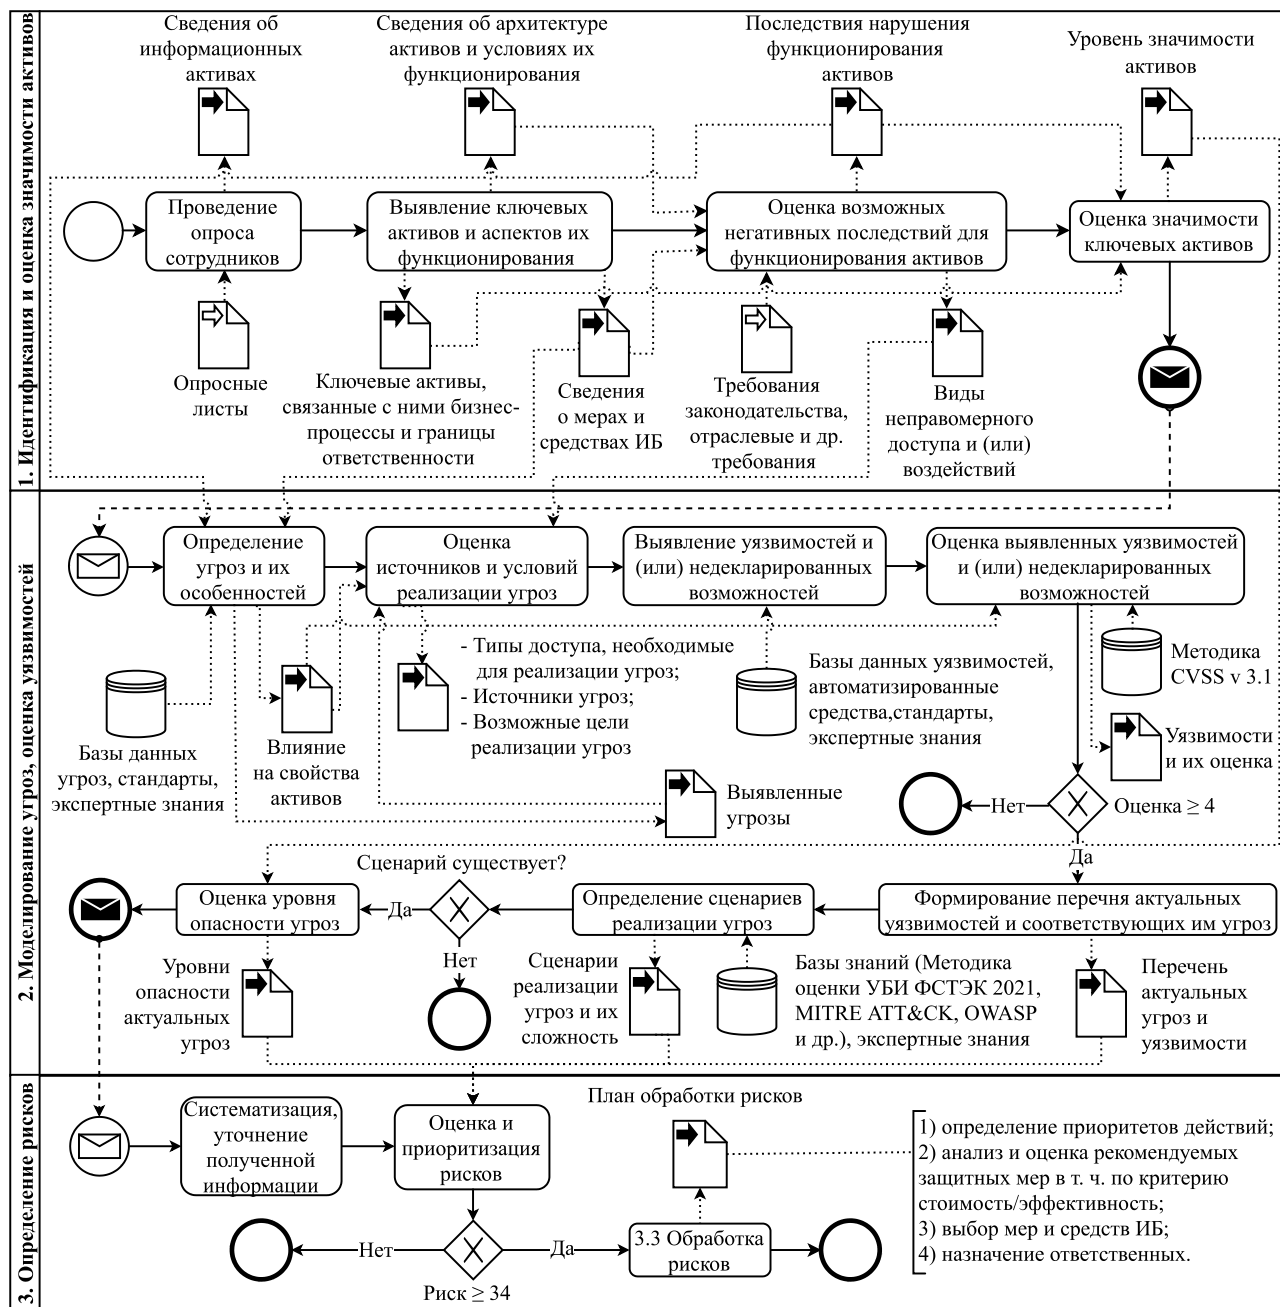 1. Идентификация и оценка значимости активов
Сведения об
информационных
активах
Сведения об архитектуре
активов и условиях их
функционирования
Последствия нарушения
функционирования
активов
Уровень значимости
активов
Проведение
опроса
сотрудников
Выявление ключевых
активов и аспектов их
функционирования
Оценка возможных
негативных последствий для
функционирования активов
Оценка значимости
ключевых активов
Опросные
листы
Ключевые активы,
связанные с ними бизнес-
процессы и границы
ответственности
Сведения
о мерах и
средствах ИБ
Требования
законодательства,
отраслевые и др.
требования
Виды
неправомерного
доступа и (или)
воздействий
2. Моделирование угроз, оценка уязвимостей
Определение
угроз и их
особенностей
Оценка
источников и условий
реализации угроз
Выявление уязвимостей и
(или) недекларированных
возможностей
Оценка выявленных уязвимостей
и (или) недекларированных
возможностей
Базы данных
угроз, стандарты,
экспертные знания
Влияние
на свойства
активов
- Типы доступа, необходимые
для реализации угроз;
- Источники угроз;
- Возможные цели
реализации угроз
Базы данных уязвимостей,
автоматизированные
средства,стандарты,
экспертные знания
Методика
CVSS v 3.1
Уязвимости
и их оценка
Выявленные
угрозы
Нет
Оценка ≥ 4
Да
Сценарий существует?
Оценка уровня
опасности угроз
Да
Определение сценариев
реализации угроз
Формирование перечня актуальных
уязвимостей и соответствующих им угроз
Нет
Уровни
опасности
актуальных
угроз
Сценарии
реализации
угроз и их
сложность
Базы знаний (Методика
оценки УБИ ФСТЭК 2021,
MITRE ATT&CK, OWASP
и др.), экспертные знания
Перечень
актуальных
угроз и
уязвимости
3. Определение рисков
Систематизация,
уточнение
полученной
информации
Оценка и
приоритизация
рисков
План обработки рисков
1) определение приоритетов действий;
2) анализ и оценка рекомендуемых
защитных мер в т. ч. по критерию
стоимость/эффективность;
3) выбор мер и средств ИБ;
4) назначение ответственных.
Нет
Да
3.3 Обработка
рисков
Риск ≥ 34